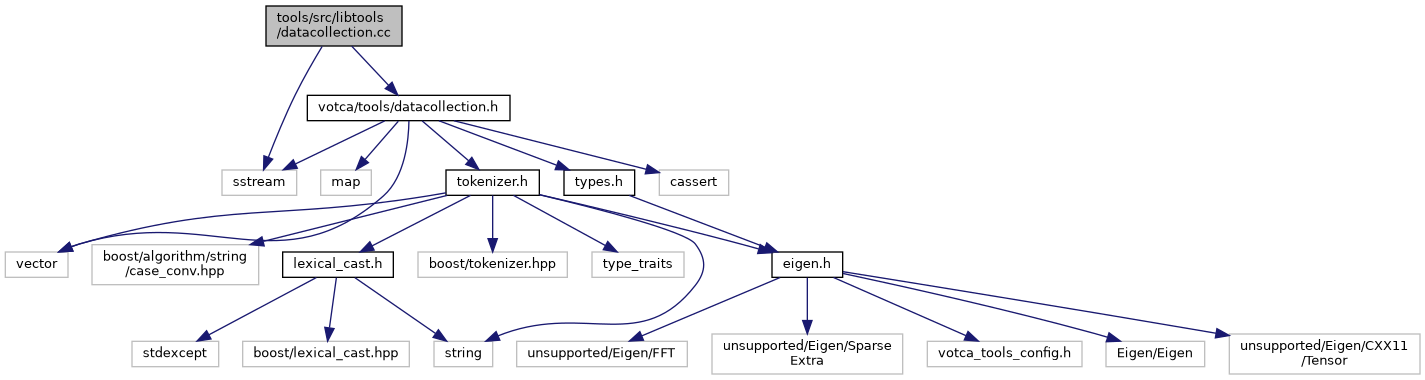 tools/src/libtools
/datacollection.cc
votca/tools/datacollection.h
sstream
map
tokenizer.h
types.h
cassert
vector
boost/algorithm/string
/case_conv.hpp
lexical_cast.h
boost/tokenizer.hpp
type_traits
eigen.h
stdexcept
boost/lexical_cast.hpp
string
unsupported/Eigen/FFT
unsupported/Eigen/Sparse
Extra
votca_tools_config.h
Eigen/Eigen
unsupported/Eigen/CXX11
/Tensor